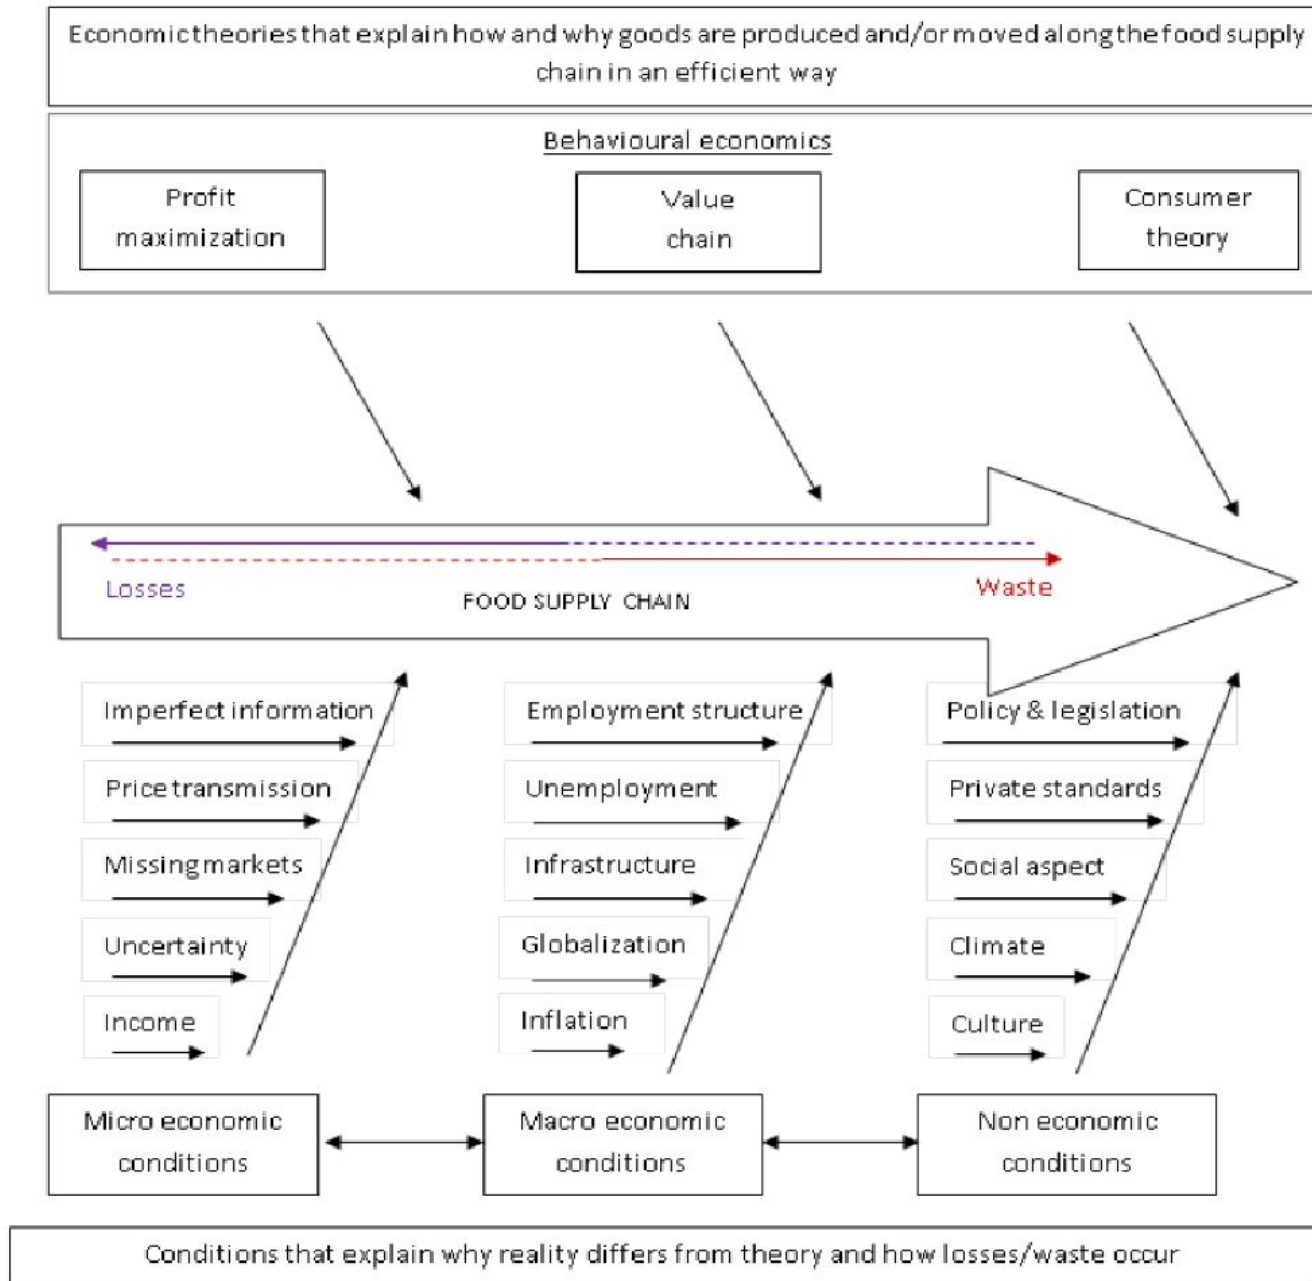 Economic theories that explain how and why goods are produced and/or moved along the food supply
chain in an efficient way
Behavioural economics
Profit
maximization
Value
chain
Consumer
theory
Losses
Waste
FOOD SUPPLY CHAIN
Imperfect information
Price transmission
Missing markets
Uncertainty
Income
Employment structure
Unemployment
Infrastructure
Globalization
Inflation
Policy & legislation
Private standards
Social aspect
Climate
Culture
Micro economic
conditions
Macro economic
conditions
Non economic
conditions
Conditions that explain why reality differs from theory and how losses/waste occur